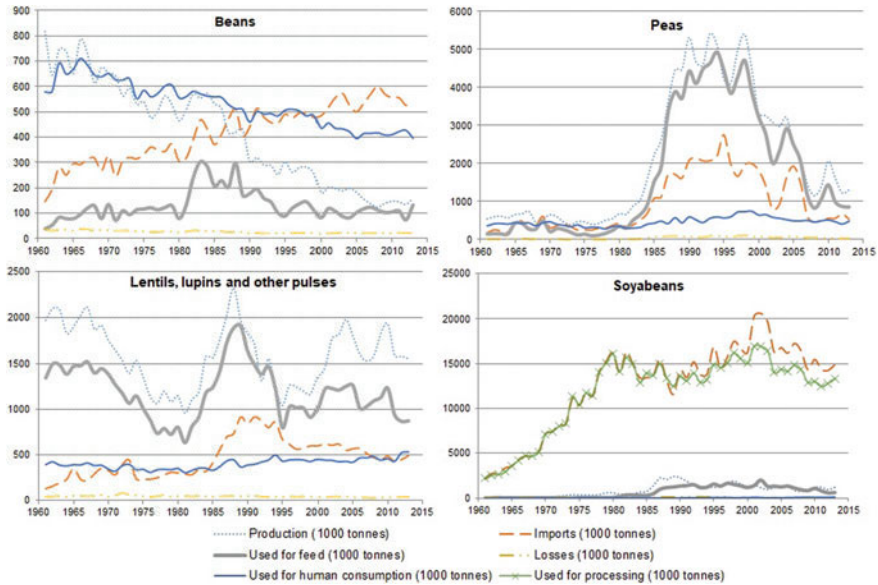 Beans
900
800
700
600
500
400
300
200
100
0
1960 1965 1970 1975 1980 1985 1990 1995 2000 2005 2010 2015
Peas
6000
5000
4000
3000
2000
1000
0
1960 1965 1970 1975 1980 1985 1990 1995 2000 2005 2010 2015
Lentils, lupins and other pulses
2500
2000
1500
1000
500
0
1960 1965 1970 1975 1980 1985 1990 1995 2000 2005 2010 2015
Soyabeans
25000
20000
15000
10000
5000
0
1960 1965 1970 1975 1980 1985 1990 1995 2000 2005 2010 2015
Production (1000 tonnes)
Imports (1000 tonnes)
Used for feed (1000 tonnes)
Losses (1000 tonnes)
Used for human consumption (1000 tonnes)
Used for processing (1000 tonnes)